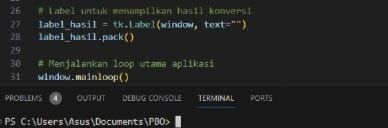 26 # Label untuk menampilkan hasil konversi
27 label_hasil = tk.Label(window, text="")
28 label_hasil.pack()
29
30 # Menjalankan loop utama aplikasi
31 window.mainloop()
PROBLEMS 4 OUTPUT DEBUG CONSOLE TERMINAL PORTS
PS C:\Users\Asus\Documents\PBO>